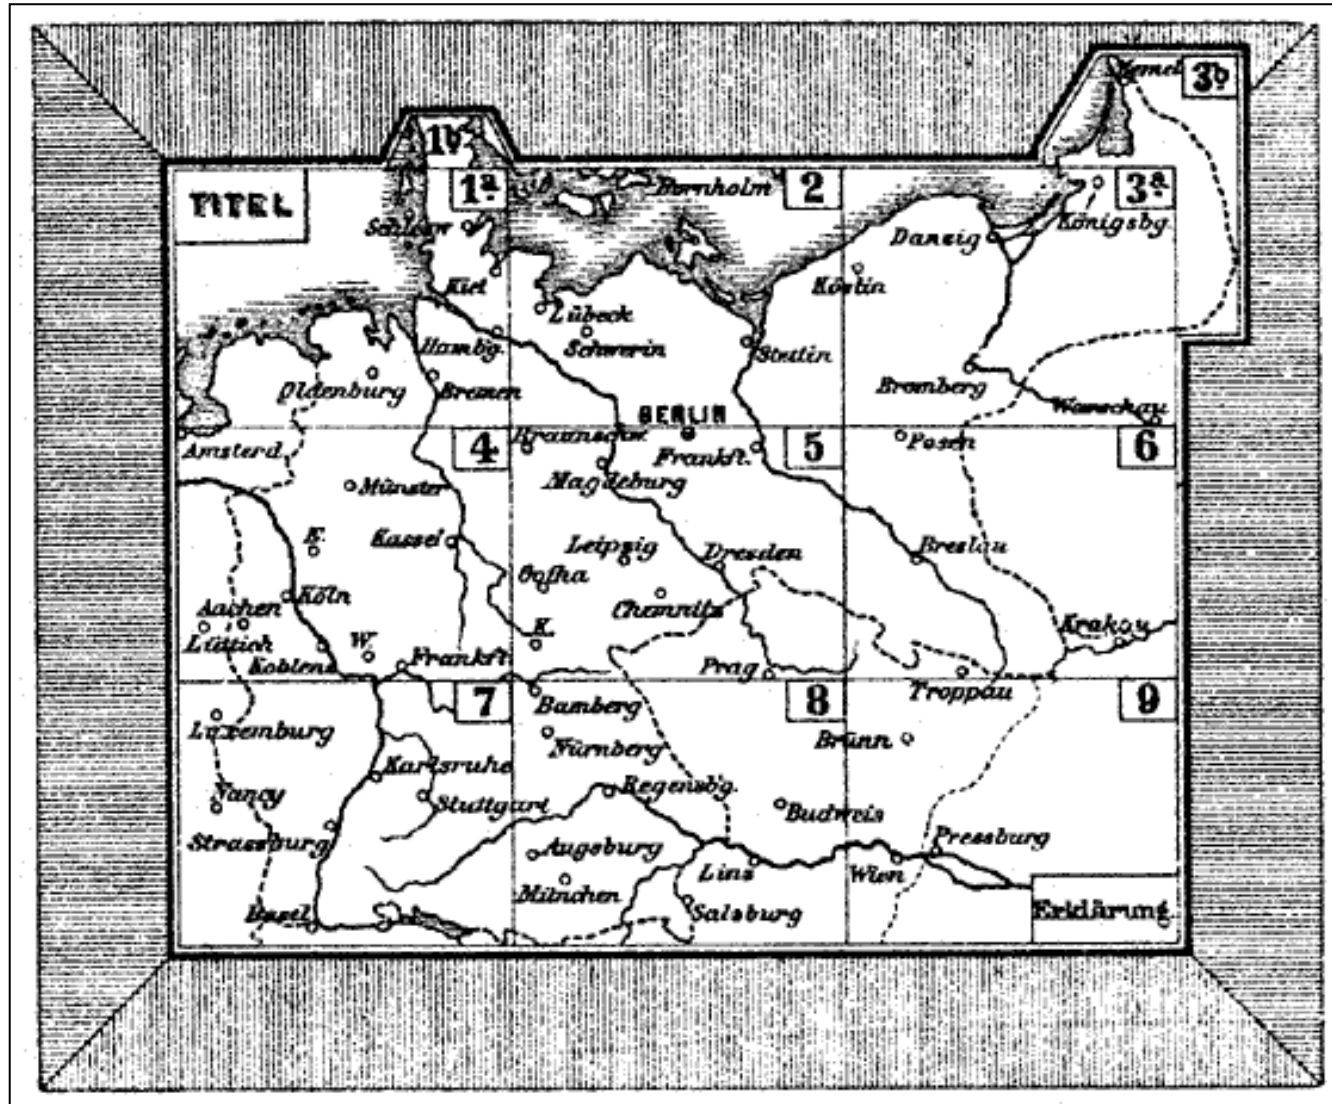 Memel
3b.
1b
TITEL
1a.
Bornholm
2
3a.
Schlesw
Königsbg.
Danzig
Kiel
Köslin
Lübeck
Hambg.
Schwerin
Stettin
Oldenburg
Bremen
Bromberg
BERLIN
Warschau
Amsterd.
4
Braunschw.
Frankft.
5
Posen
6
Münster
Magdeburg
K.
Kassel
Leipzig
Dresden
Breslau
Gotha
Köln
Chemnitz
Aachen
Lüttich
W.
K.
Krakau
Koblenz
Frankft.
Prag
Troppau
7
8
9
Luxemburg
Bamberg
Nürnberg
Brünn
Karlsruhe
Nancy
Stuttgart
Regensbg.
Budweis
Strassburg
Augsburg
Linz
Wien
Pressburg
München
Basel
Salzburg
Erklärung.